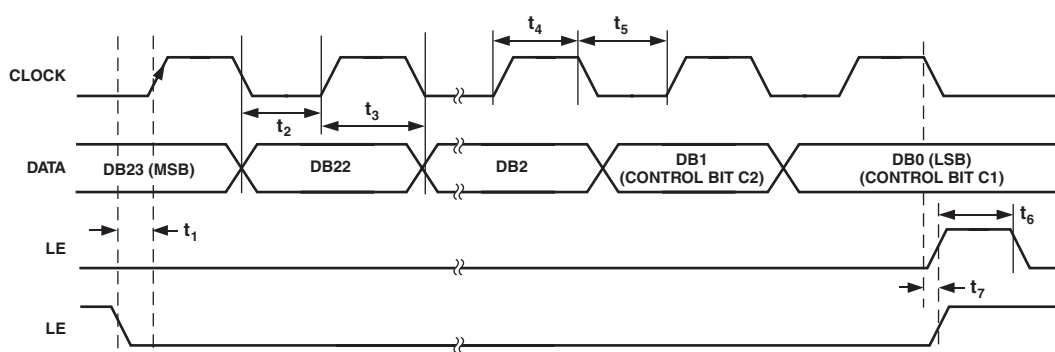 t4 t5
CLOCK
t2 t3
DATA DB23 (MSB) DB22 DB2 DB1 DB0 (LSB)
(CONTROL BIT C2) (CONTROL BIT C1)
t1 t6
LE
t7
LE